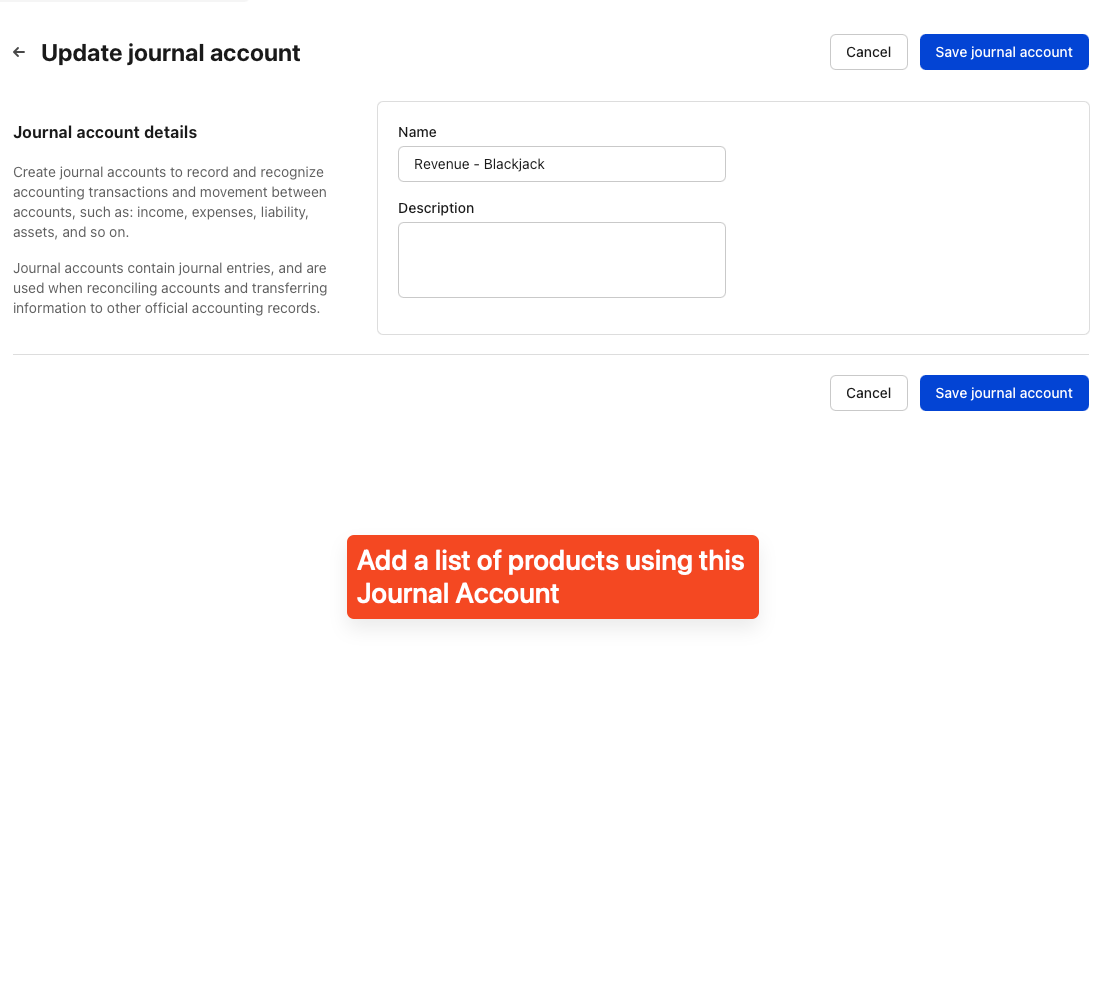 Update journal account
Cancel
Save journal account
Journal account details
Create journal accounts to record and recognize
accounting transactions and movement between
accounts, such as: income, expenses, liability,
assets, and so on.
Journal accounts contain journal entries, and are
used when reconciling accounts and transferring
information to other official accounting records.
Name
Revenue - Blackjack
Description
Cancel
Save journal account
Add a list of products using this
Journal Account